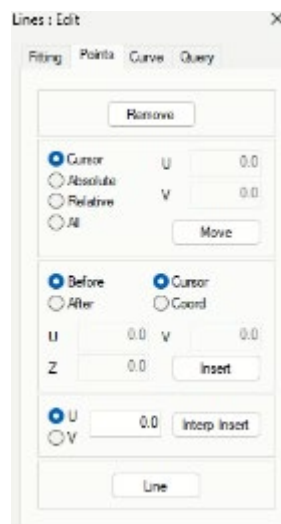 Lines : Edit
Fitting Points Curve Query
Remove
Cursor U 0.0
Absolute V 0.0
Relative
All Move
Before Cursor
After Coord
U 0.0 V 0.0
Z 0.0 Insert
U 0.0 Interp Insert
V
Line